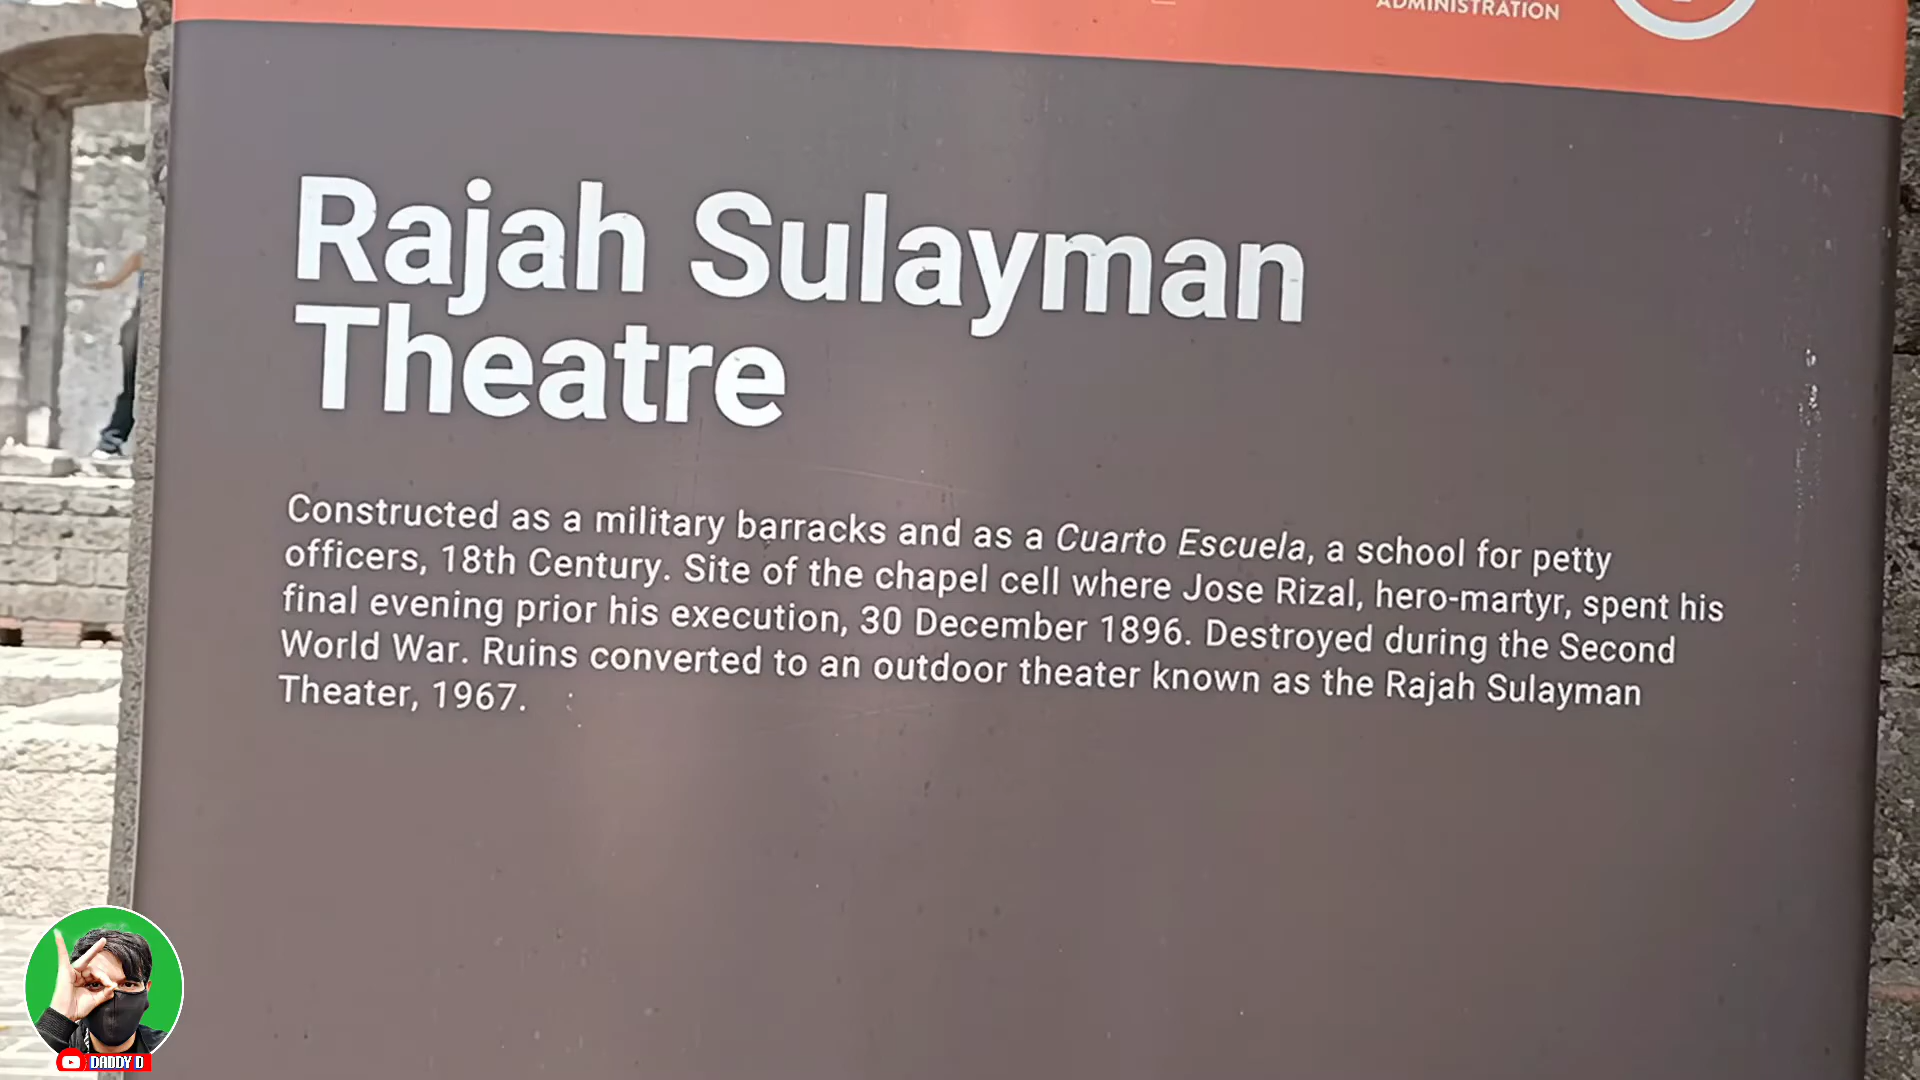 ADMINISTRATION
Rajah Sulayman
Theatre
Constructed as a military barracks and as a Cuarto Escuela, a school for petty
officers, 18th Century. Site of the chapel cell where Jose Rizal, hero-martyr, spent his
final evening prior his execution, 30 December 1896. Destroyed during the Second
World War. Ruins converted to an outdoor theater known as the Rajah Sulayman
Theater, 1967.
DADDY D